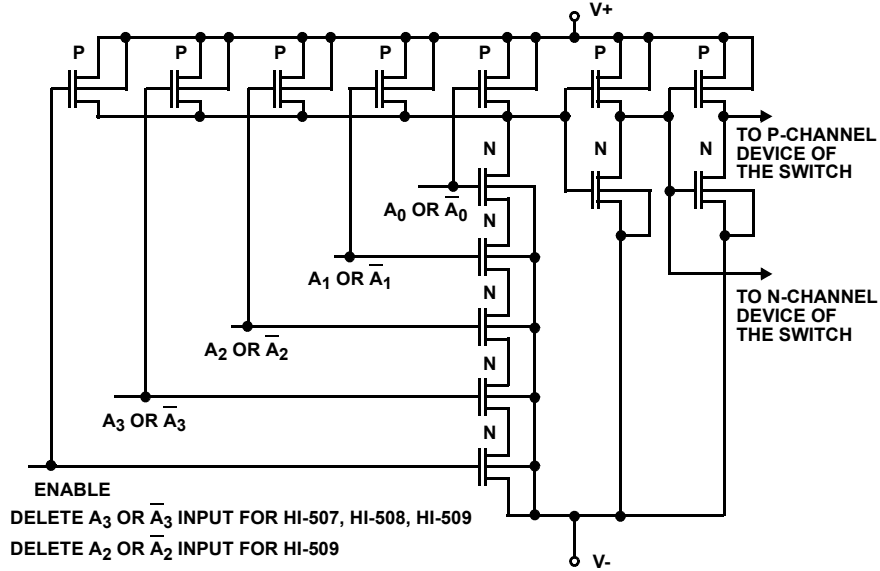 V+
P P P P P P P
TO P-CHANNEL
DEVICE OF
THE SWITCH
N N N
A₀ OR A̅₀
N
A₁ OR A̅₁
TO N-CHANNEL
DEVICE OF
THE SWITCH
N
A₂ OR A̅₂
N
A₃ OR A̅₃
N
ENABLE
DELETE A₃ OR A̅₃ INPUT FOR HI-507, HI-508, HI-509
DELETE A₂ OR A̅₂ INPUT FOR HI-509
V-